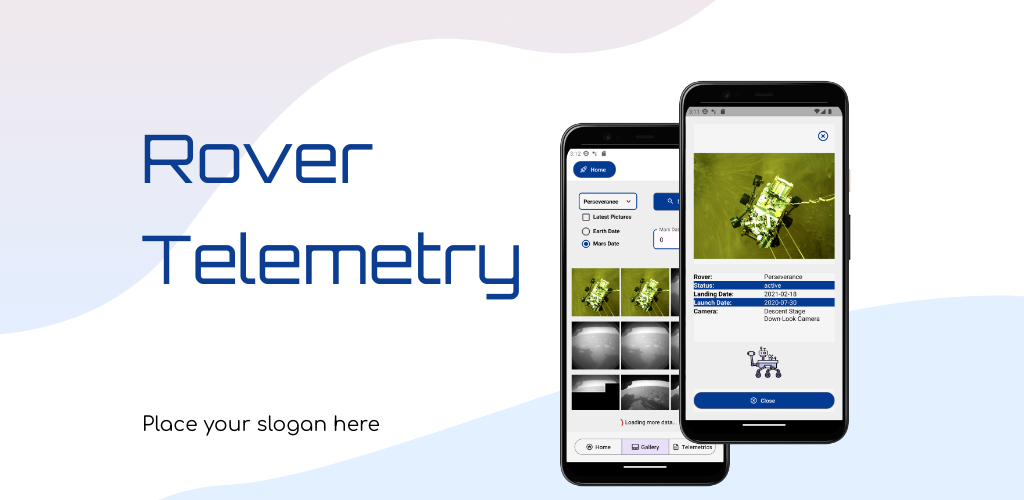 Rover
Telemetry
Place your slogan here
3:12
Home
Perseverance
Latest Pictures
Earth Date
Mars Date
0
Loading more data...
Home
Gallery
Telemetrics
3:11
Rover: Perseverance
Status: active
Landing Date: 2021-02-18
Launch Date: 2020-07-30
Camera: Descent Stage
Down-Look Camera
Close